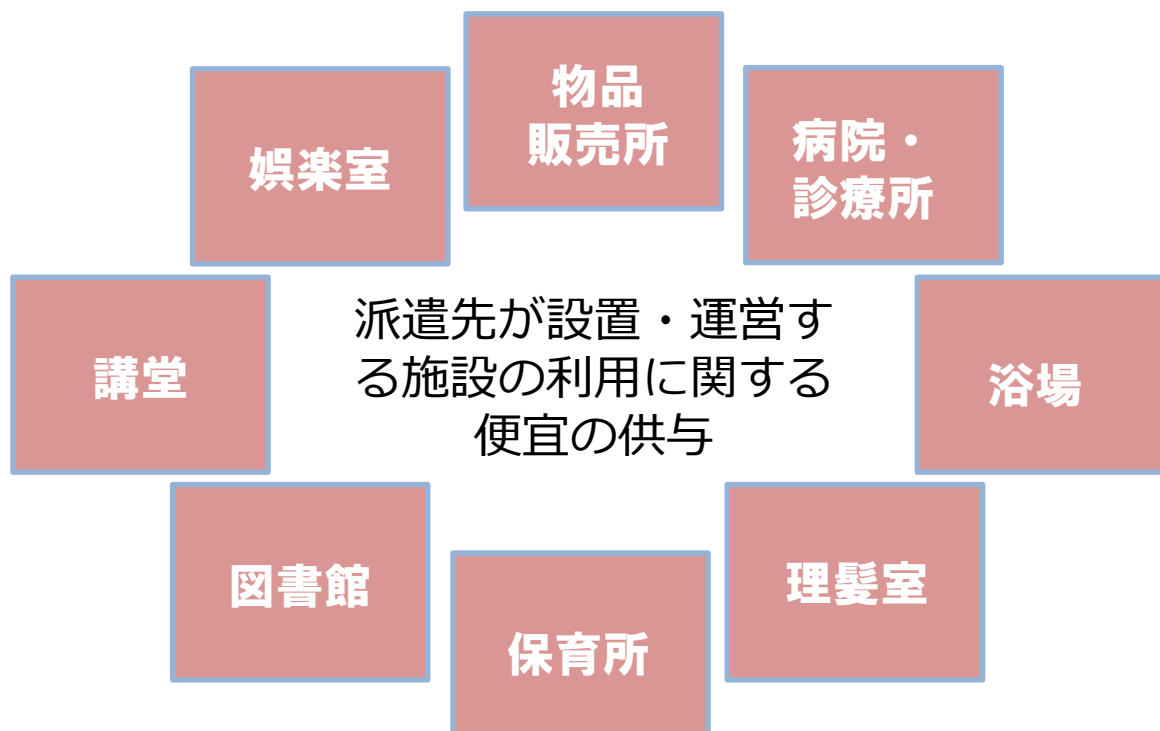 物品
販売所
娯楽室
病院・
診療所
派遣先が設置・運営す
る施設の利用に関する
便宜の供与
講堂
浴場
図書館
理髪室
保育所